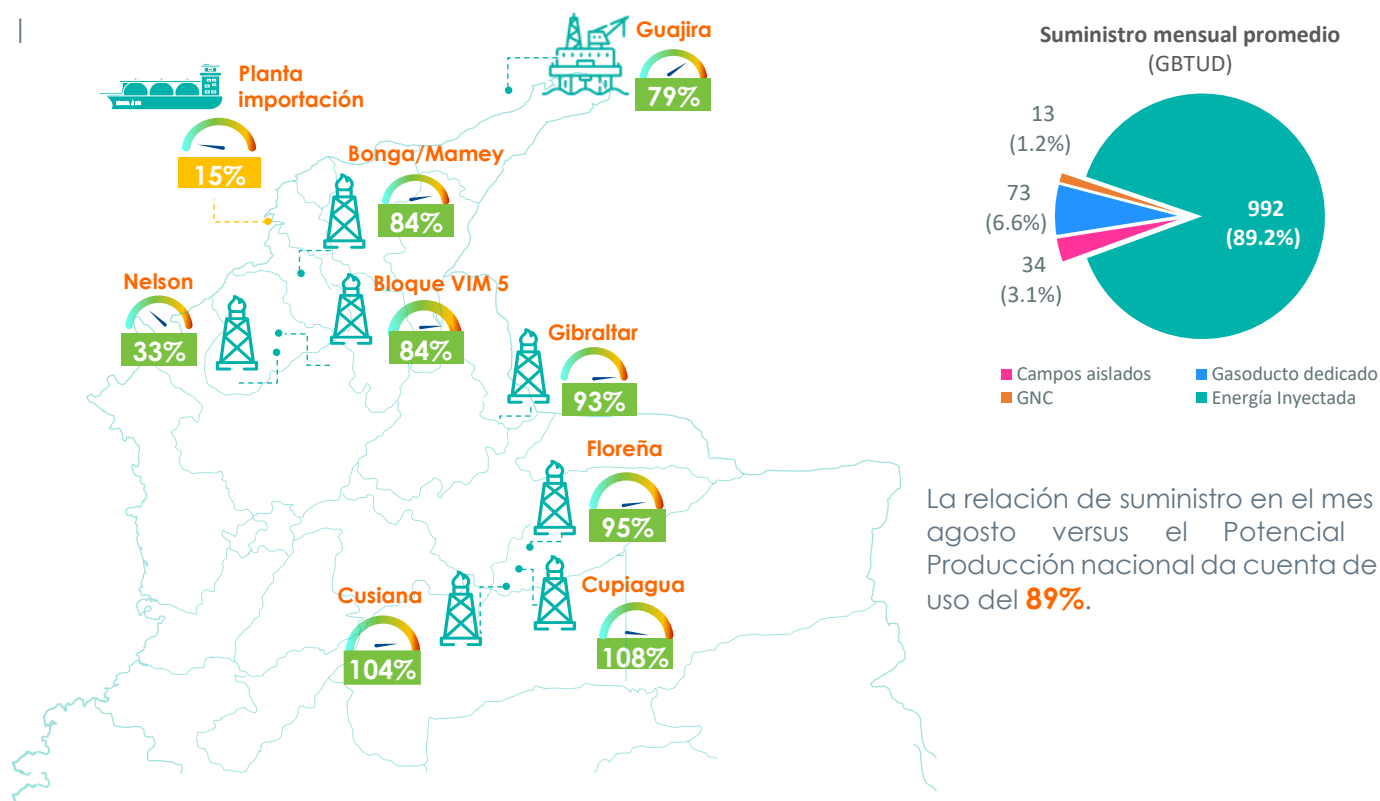 |
Guajira
79%
Planta
importación
15%
Bonga/Mamey
84%
Nelson
33%
Bloque VIM 5
84%
Gibraltar
93%
Floreña
95%
Cusiana
104%
Cupiagua
108%
Suministro mensual promedio
(GBTUD)
13
(1.2%)
73
(6.6%)
34
(3.1%)
992
(89.2%)
Campos aislados
Gasoducto dedicado
GNC
Energía Inyectada
La relación de suministro en el mes
agosto versus el Potencial
Producción nacional da cuenta de
uso del 89%.